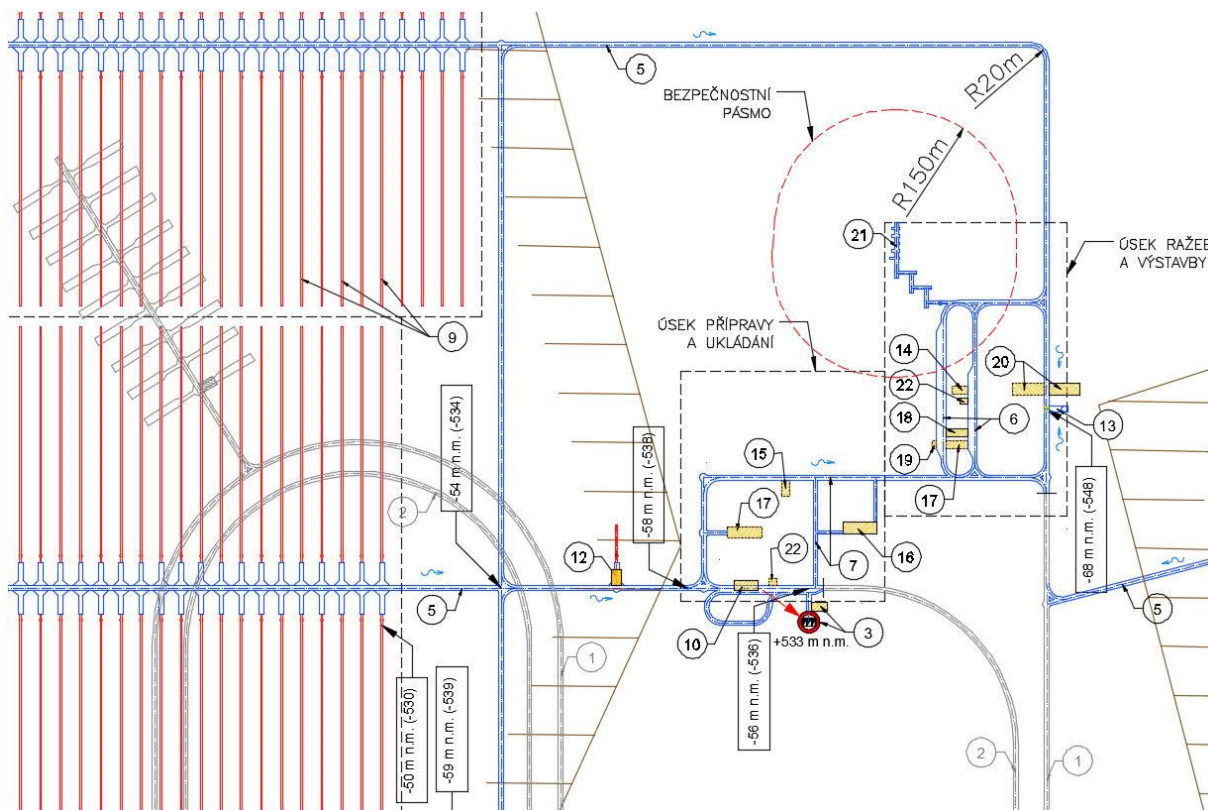 5
BEZPEČNOSTNÍ
PÁSMO
R20m
R150m
21
ÚSEK RAŽEB
A VÝSTAVBY
ÚSEK PŘÍPRAVY
A UKLÁDÁNÍ
9
14
20
22
18
6
13
19
17
-54 m n.m. (-534)
-58 m n.m. (-538)
15
2
17
22
16
12
7
-68 m n.m. (-548)
5
10
3
5
+533 m n.m.
1
-50 m n.m. (-530)
-59 m n.m. (-539)
-56 m n.m. (-536)
2
1